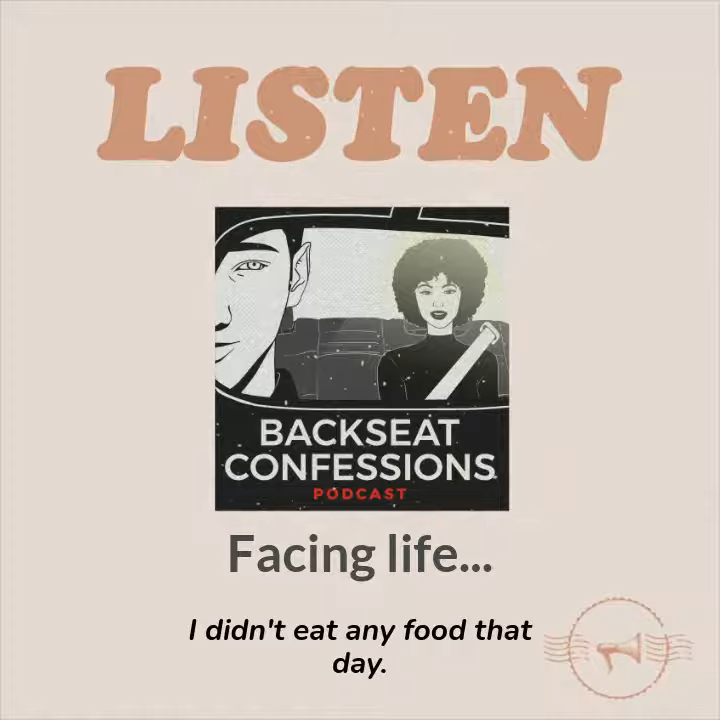 LISTEN
BACKSEAT
CONFESSIONS
PODCAST
Facing life...
I didn't eat any food that
day.